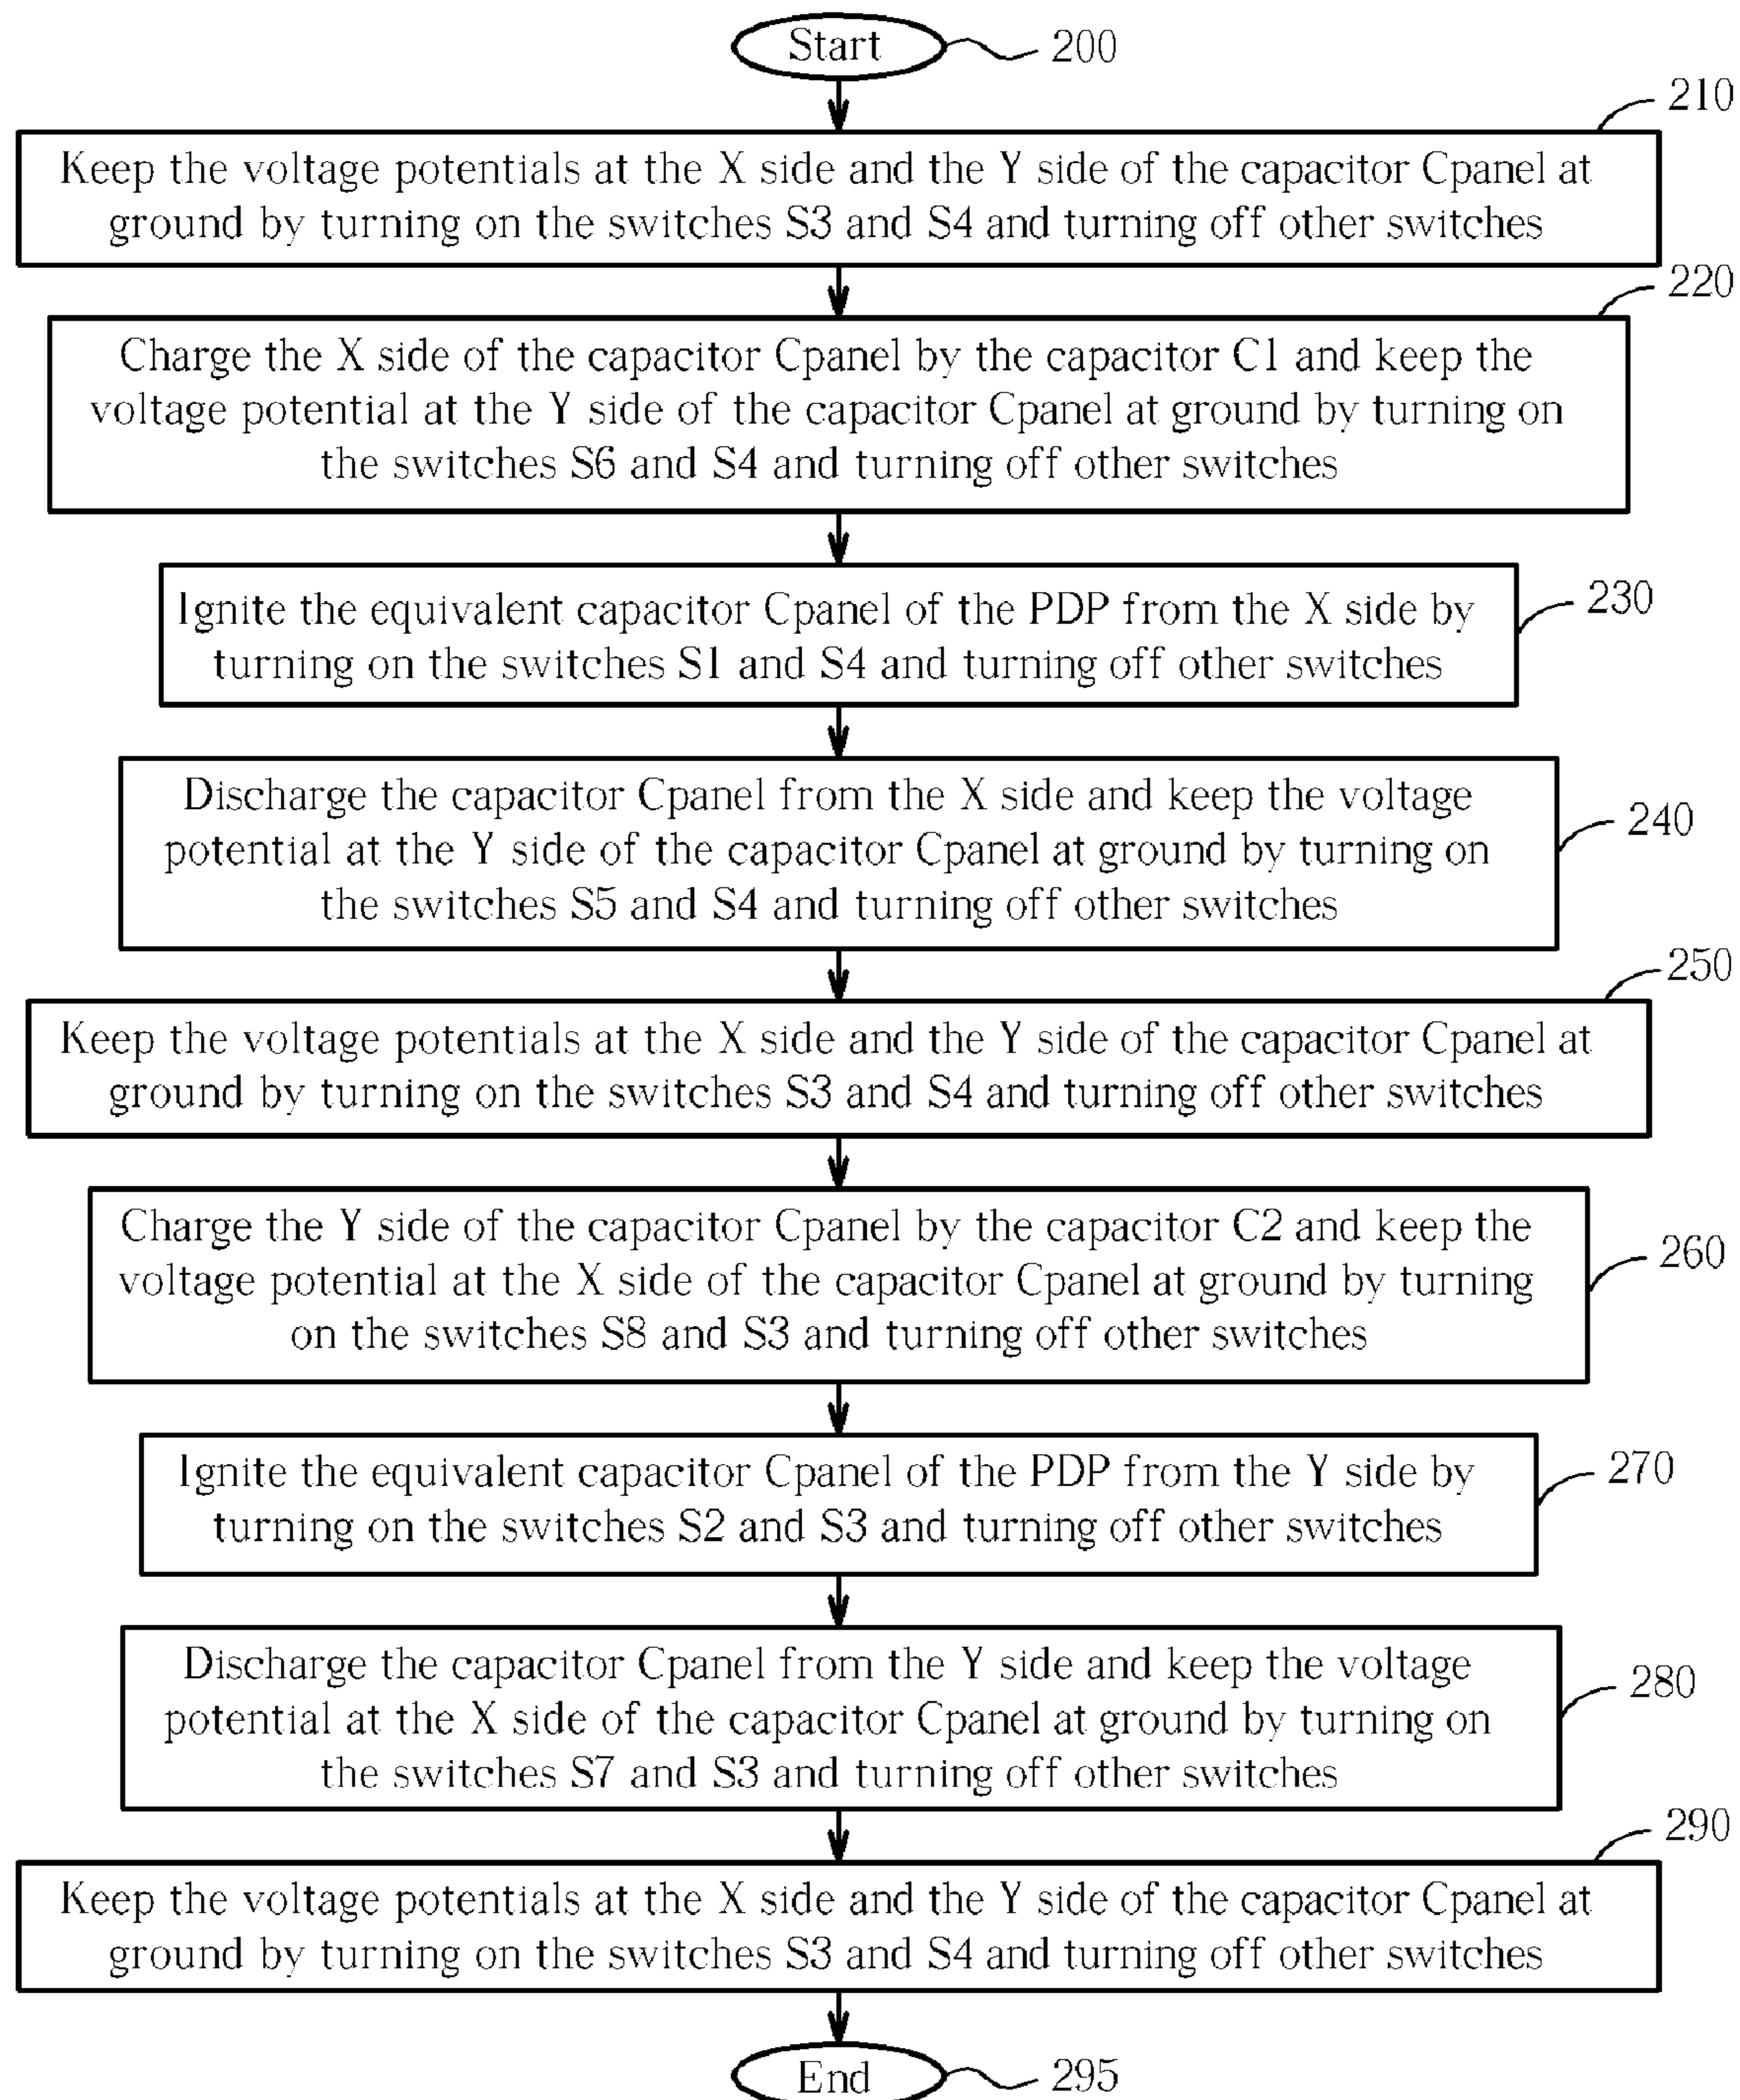 Start
200
210
Keep the voltage potentials at the X side and the Y side of the capacitor Cpanel at
ground by turning on the switches S3 and S4 and turning off other switches
220
Charge the X side of the capacitor Cpanel by the capacitor C1 and keep the
voltage potential at the Y side of the capacitor Cpanel at ground by turning on
the switches S6 and S4 and turning off other switches
230
Ignite the equivalent capacitor Cpanel of the PDP from the X side by
turning on the switches S1 and S4 and turning off other switches
240
Discharge the capacitor Cpanel from the X side and keep the voltage
potential at the Y side of the capacitor Cpanel at ground by turning on
the switches S5 and S4 and turning off other switches
250
Keep the voltage potentials at the X side and the Y side of the capacitor Cpanel at
ground by turning on the switches S3 and S4 and turning off other switches
260
Charge the Y side of the capacitor Cpanel by the capacitor C2 and keep the
voltage potential at the X side of the capacitor Cpanel at ground by turning
on the switches S8 and S3 and turning off other switches
270
Ignite the equivalent capacitor Cpanel of the PDP from the Y side by
turning on the switches S2 and S3 and turning off other switches
280
Discharge the capacitor Cpanel from the Y side and keep the voltage
potential at the X side of the capacitor Cpanel at ground by turning on
the switches S7 and S3 and turning off other switches
290
Keep the voltage potentials at the X side and the Y side of the capacitor Cpanel at
ground by turning on the switches S3 and S4 and turning off other switches
End
295